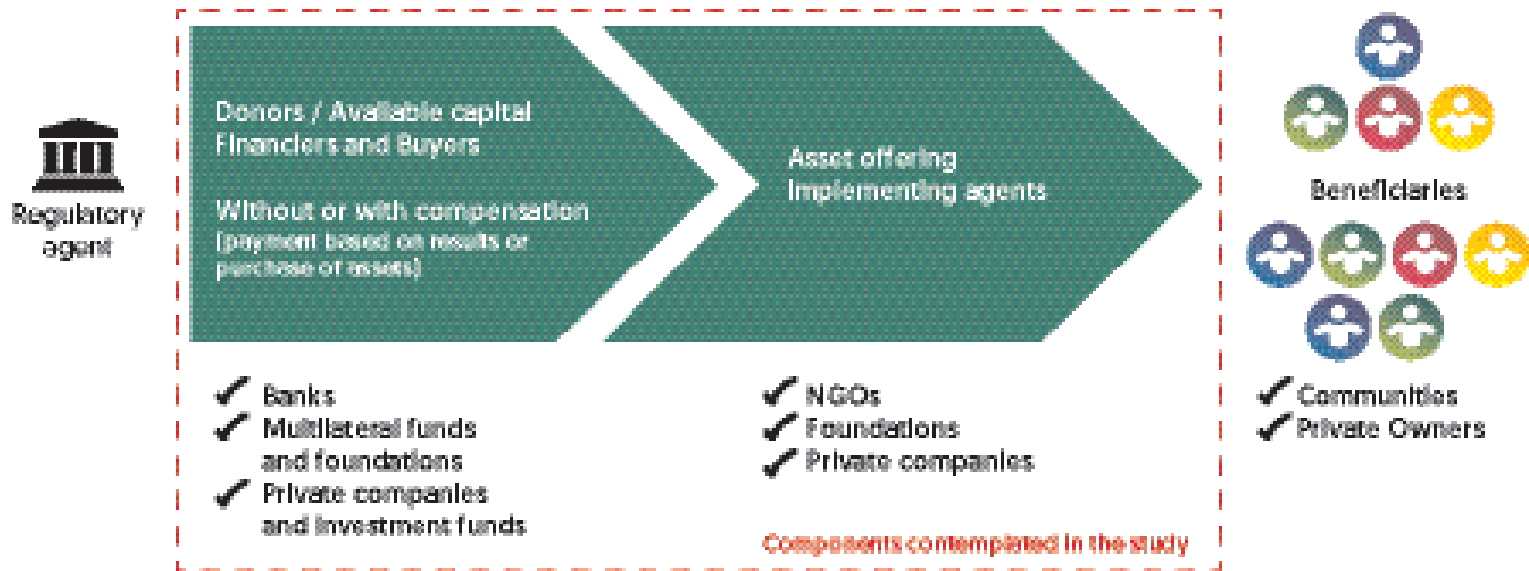 Regulatory
agent
Donors / Available capital
Financiers and Buyers
Without or with compensation
(payment based on results or
purchase of assets)
Asset offering
Implementing agents
Beneficiaries
Banks
Multilateral funds
and foundations
Private companies
and investment funds
NGOs
Foundations
Private companies
Communities
Private Owners
Components contemplated in the study